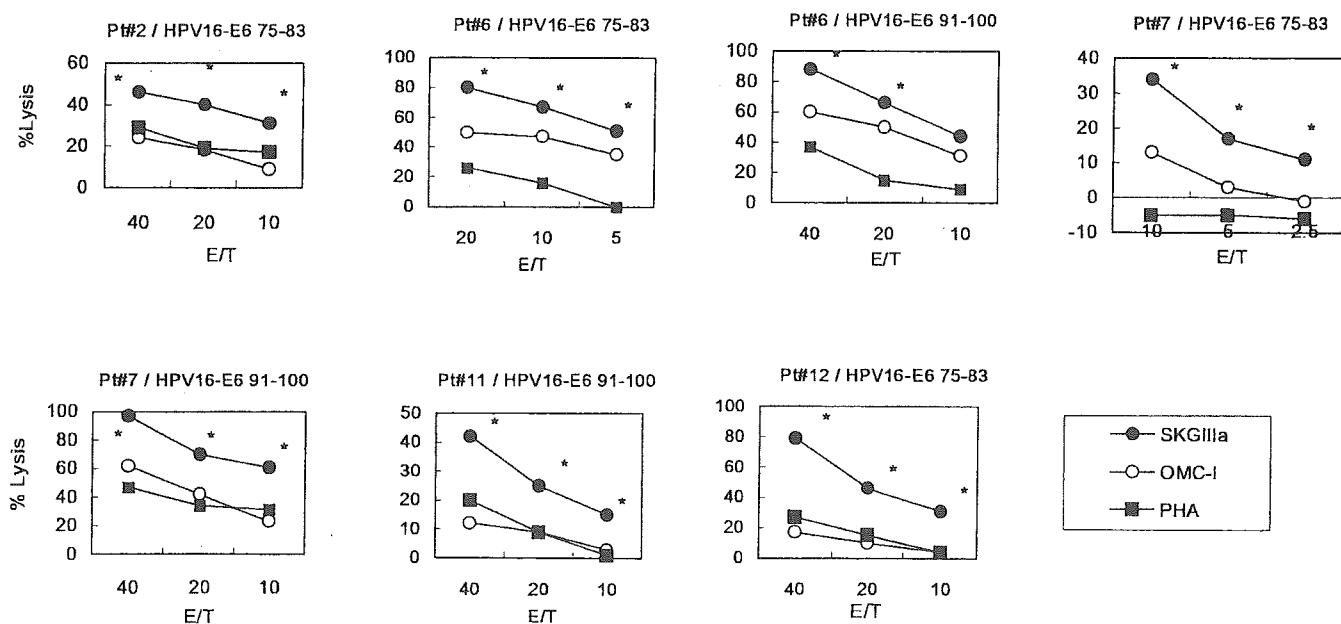 Pt#2 / HPV16-E6 75-83
%Lysis
60
40
20
0
*
*
*
40 20 10
E/T
Pt#6 / HPV16-E6 75-83
100
80
60
40
20
0
*
*
*
20 10 5
E/T
Pt#6 / HPV16-E6 91-100
100
80
60
40
20
0
*
*
40 20 10
E/T
Pt#7 / HPV16-E6 75-83
40
30
20
10
0
-10
*
*
*
10 5 2.5
E/T
Pt#7 / HPV16-E6 91-100
% Lysis
100
80
60
40
20
0
*
*
*
40 20 10
E/T
Pt#11 / HPV16-E6 91-100
50
40
30
20
10
0
*
*
*
40 20 10
E/T
Pt#12 / HPV16-E6 75-83
100
80
60
40
20
0
*
*
*
40 20 10
E/T
SKGIIIa
OMC-I
PHA